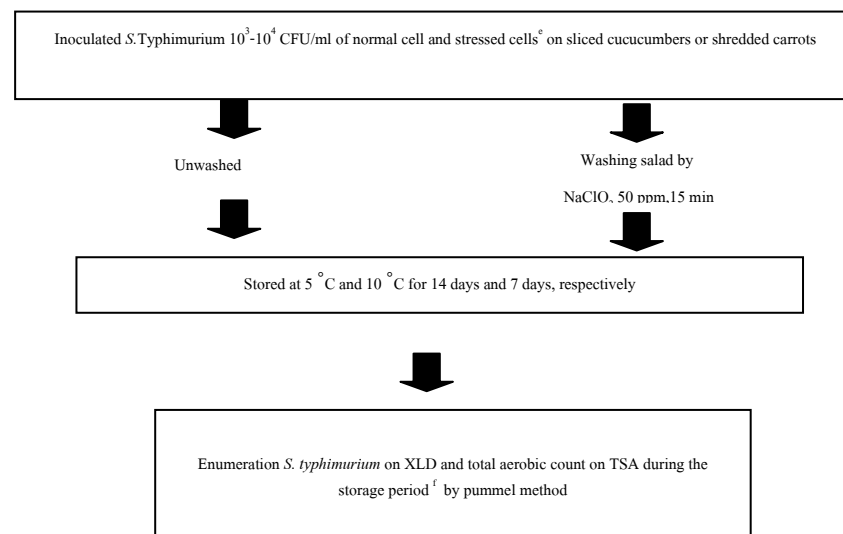 Inoculated S.Typhimurium 10³-10⁴ CFU/ml of normal cell and stressed cellsᵉ on sliced cucucumbers or shredded carrots
Unwashed
Washing salad by
NaClO, 50 ppm,15 min
Stored at 5 °C and 10 °C for 14 days and 7 days, respectively
Enumeration S. typhimurium on XLD and total aerobic count on TSA during the
storage period ᶠ by pummel method